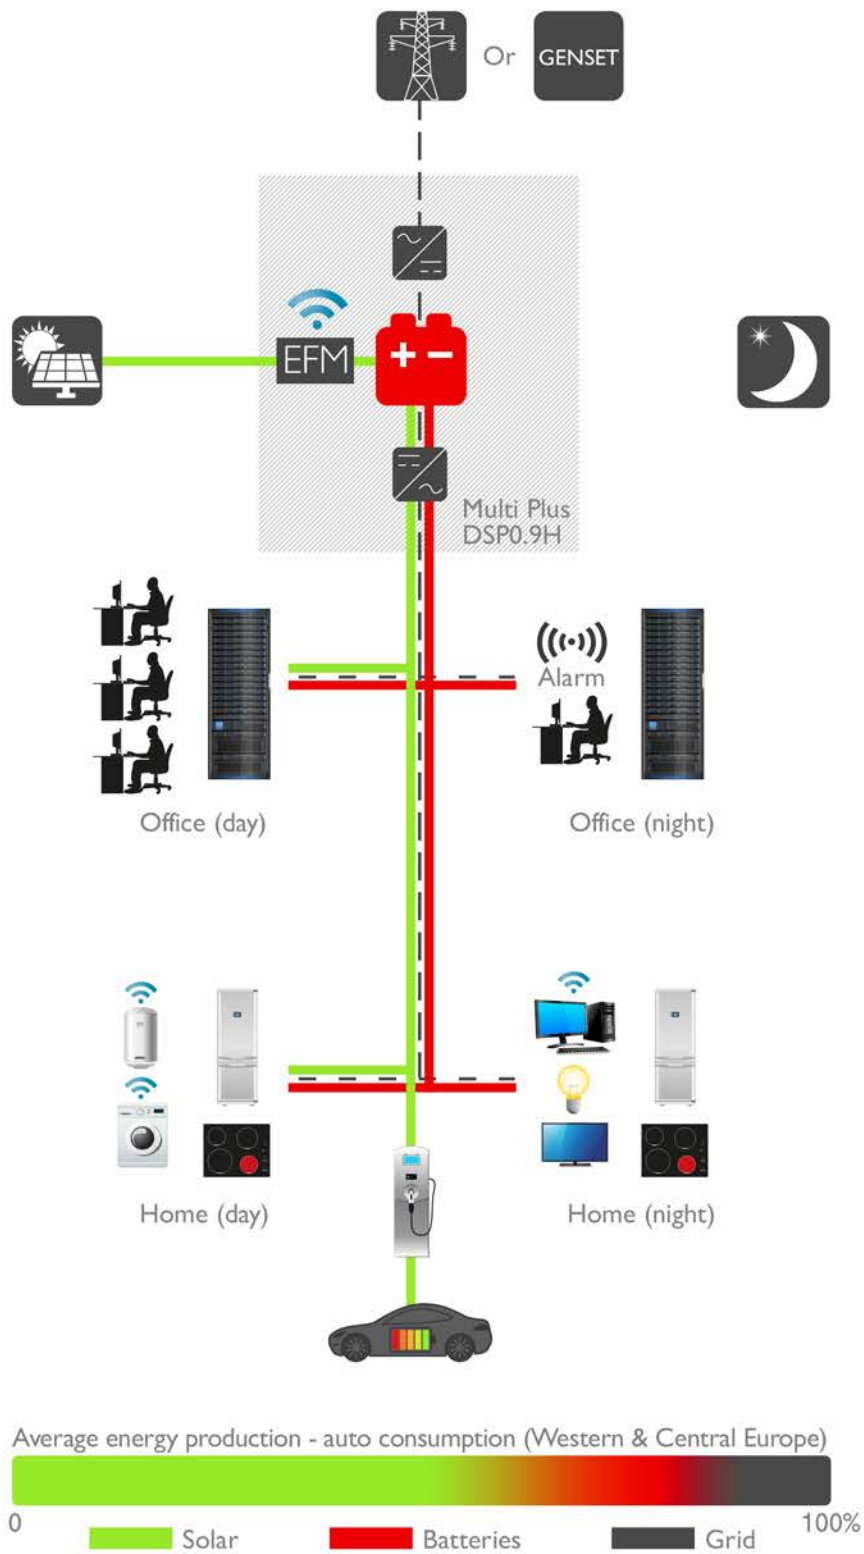 Or
GENSET
EFM
Multi Plus
DSP0.9H
Alarm
Office (day)
Office (night)
Home (day)
Home (night)
Average energy production - auto consumption (Western & Central Europe)
0
100%
Solar
Batteries
Grid